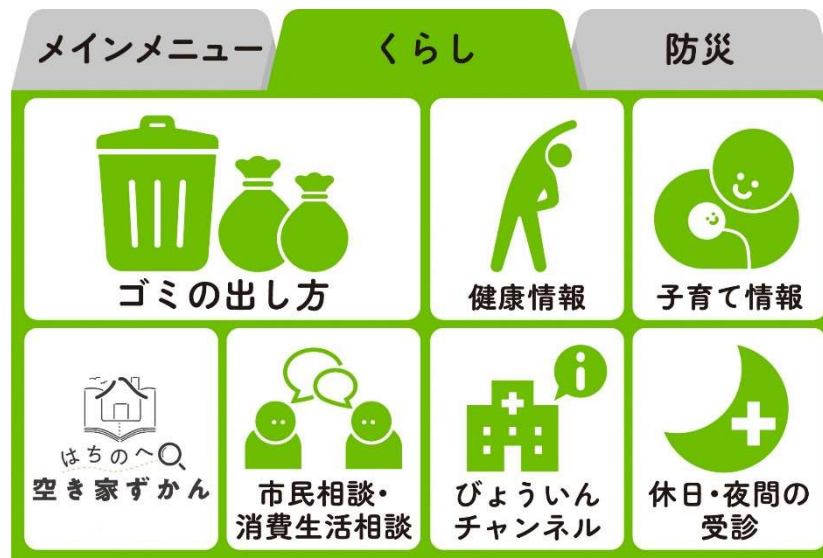 メインメニュー
くらし
防災
ゴミの出し方
健康情報
子育て情報
はちのへ
空き家ずかん
市民相談・
消費生活相談
i
びょういん
チャンネル
休日・夜間の
受診